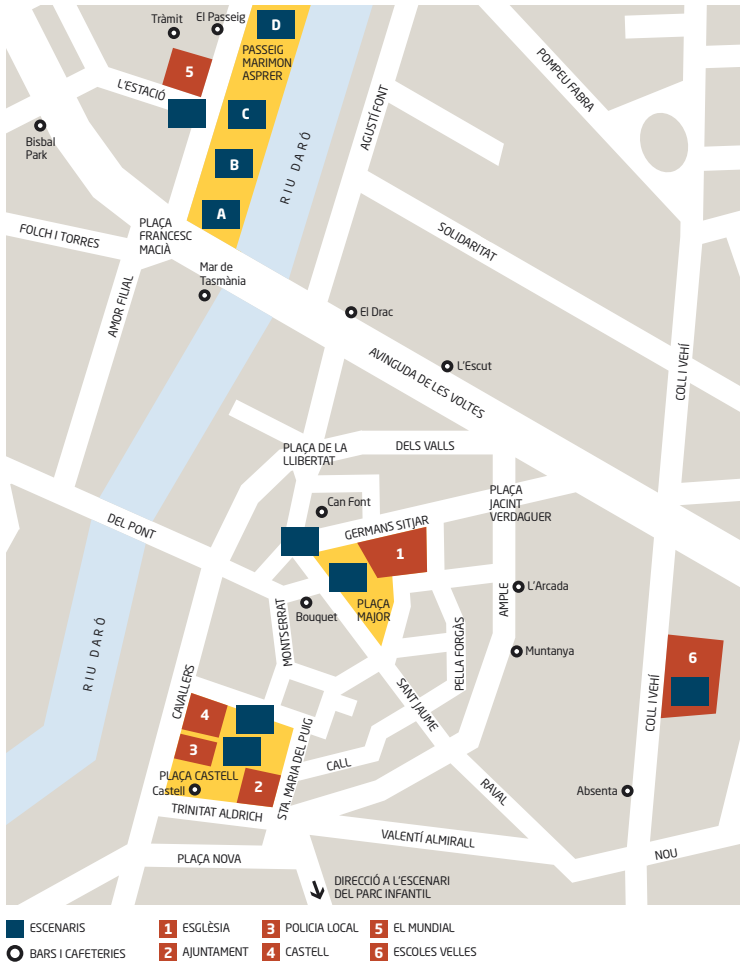 Tràmit
El Passeig
D
PASSEIG
MARIMON
ASPRER
5
L'ESTACIÓ
C
Bisbal
Park
B
A
RIU DARÓ
AGUSTÍ FONT
POMPEU FABRA
SOLIDARITAT
FOLCH I TORRES
PLAÇA
FRANCESC
MACIÀ
Mar de
Tasmània
AMOR FILIAL
El Drac
L'Escut
AVINGUDA DE LES VOLTES
COLL I VEHÍ
PLAÇA DE LA
LLIBERTAT
DELS VALLS
PLAÇA
JACINT
VERDAGUER
Can Font
GERMANS SITJAR
DEL PONT
1
PLAÇA
MAJOR
Bouquet
L'Arcada
AMPLE
MONTSERRAT
PELLA FORGÀS
Muntanya
RIU DARÓ
CAVALLERS
SANT JAUME
6
COLL I VEHÍ
4
3
STA. MARIA DEL PUIG
CALL
PLAÇA CASTELL
Castell
2
TRINITAT ALDRICH
RAVAL
Absenta
VALENTÍ ALMIRALL
NOU
PLAÇA NOVA
DIRECCIÓ A L'ESCENARI
DEL PARC INFANTIL
ESCENARIS
BARS I CAFETERIES
1 ESGLÈSIA
2 AJUNTAMENT
3 POLICIA LOCAL
4 CASTELL
5 EL MUNDIAL
6 ESCOLES VELLES